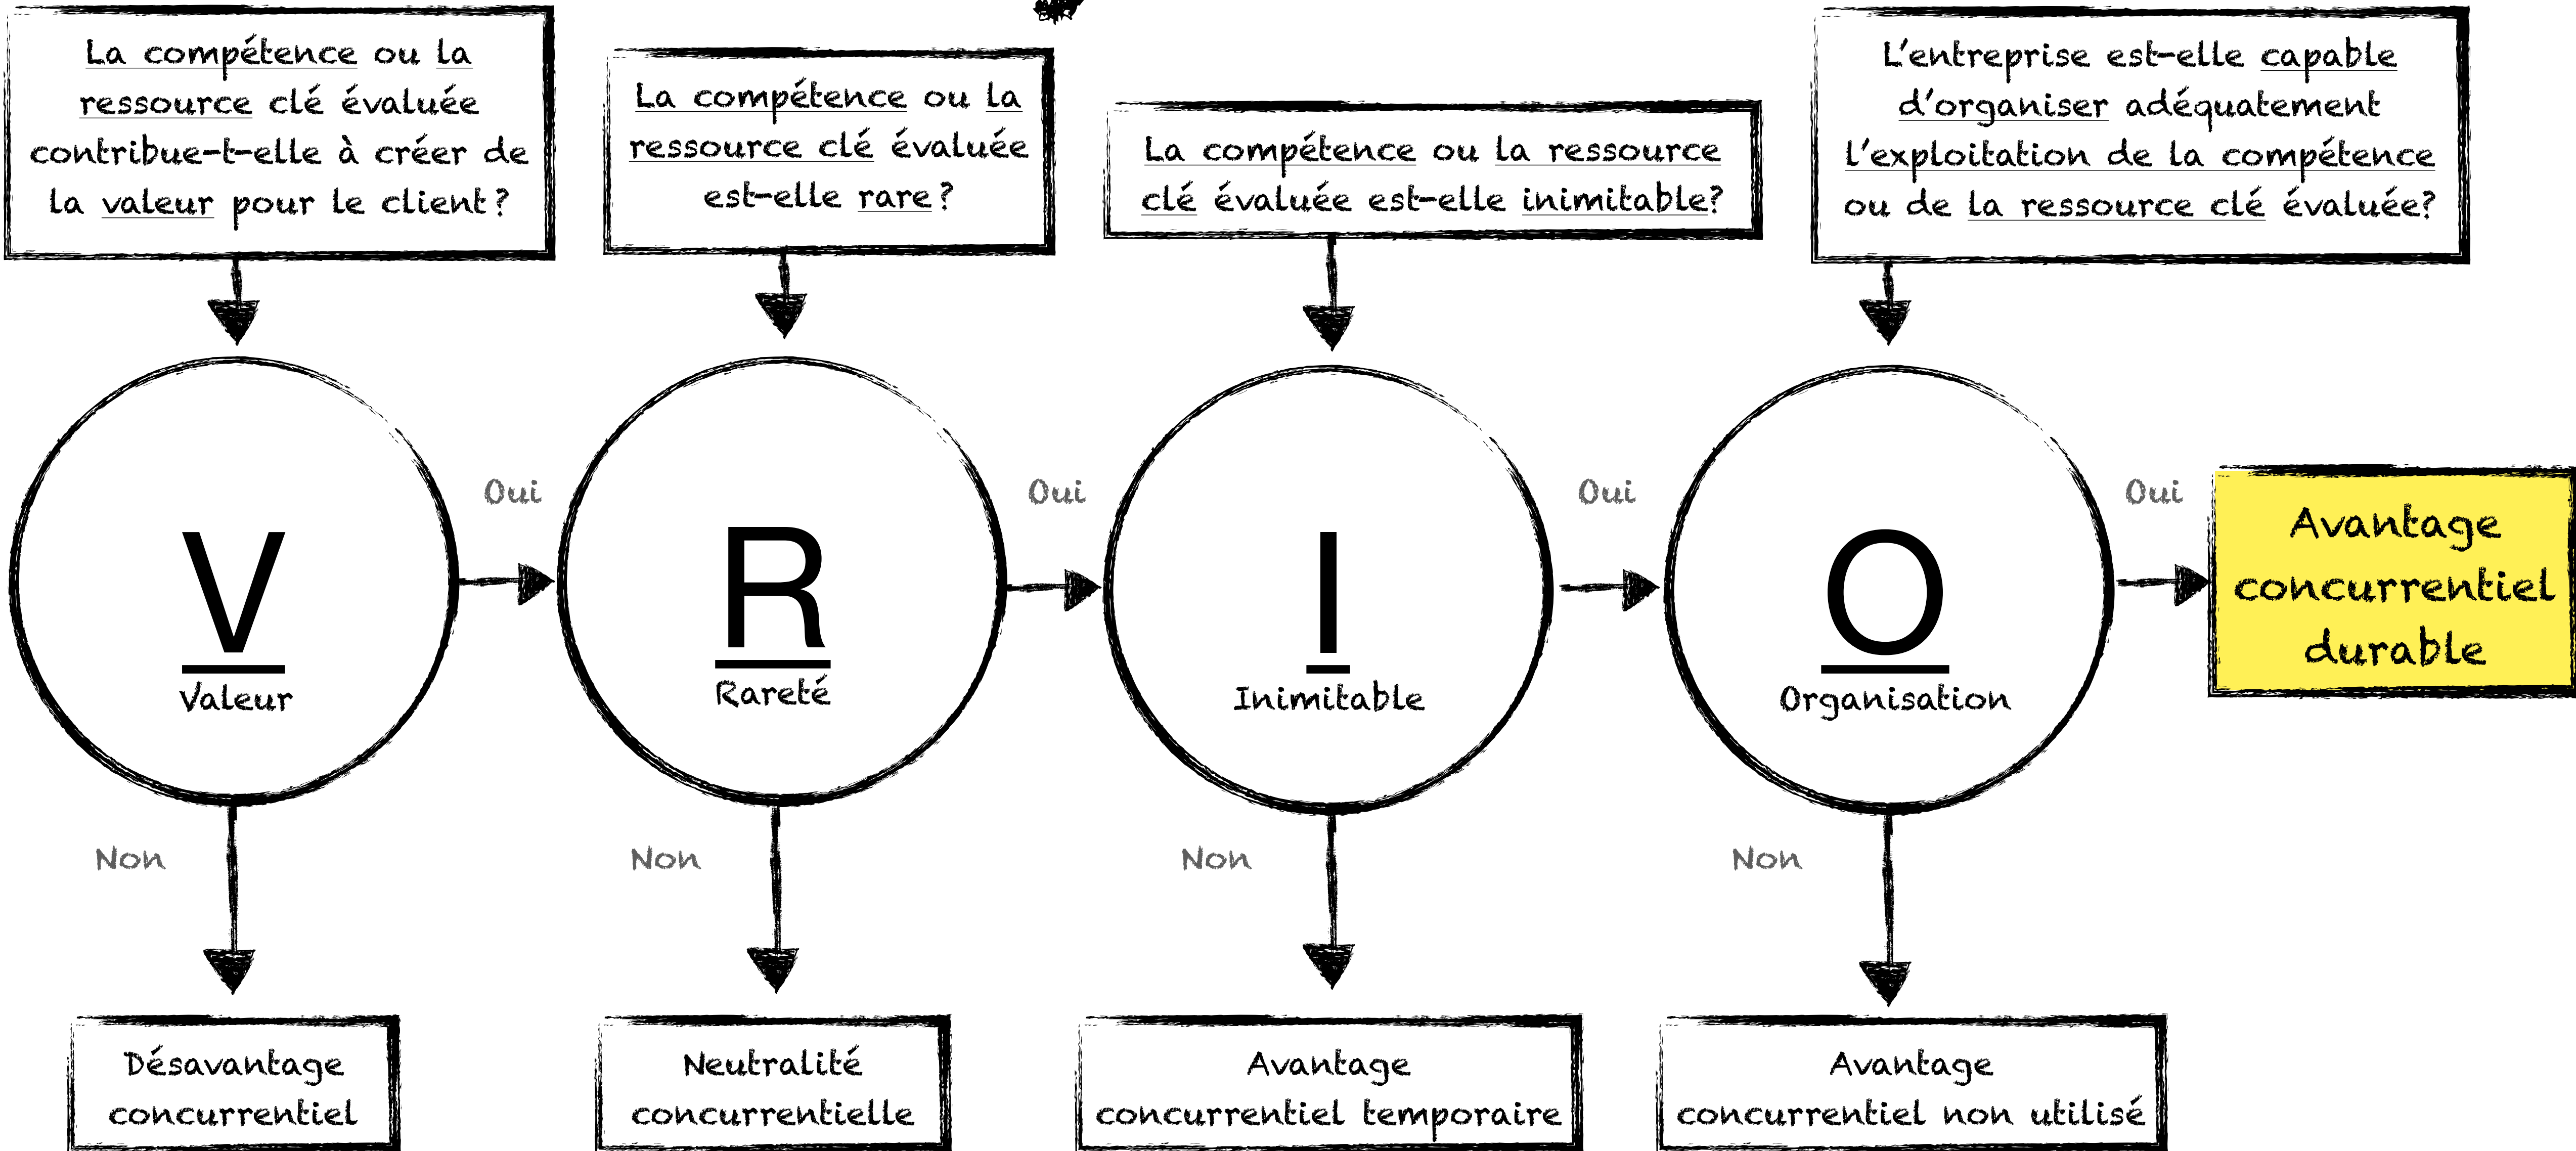 La compétence ou la
ressource clé évaluée
contribue-t-elle à créer de
la valeur pour le client ?
La compétence ou la
ressource clé évaluée
est-elle rare ?
La compétence ou la ressource
clé évaluée est-elle inimitable?
L'entreprise est-elle capable
d'organiser adéquatement
l'exploitation de la compétence
ou de la ressource clé évaluée?
V
Valeur
Oui
R
Rareté
Oui
I
Inimitable
Oui
O
Organisation
Oui
Avantage
concurrentiel
durable
Non
Non
Non
Non
Désavantage
concurrentiel
Neutralité
concurrentielle
Avantage
concurrentiel temporaire
Avantage
concurrentiel non utilisé